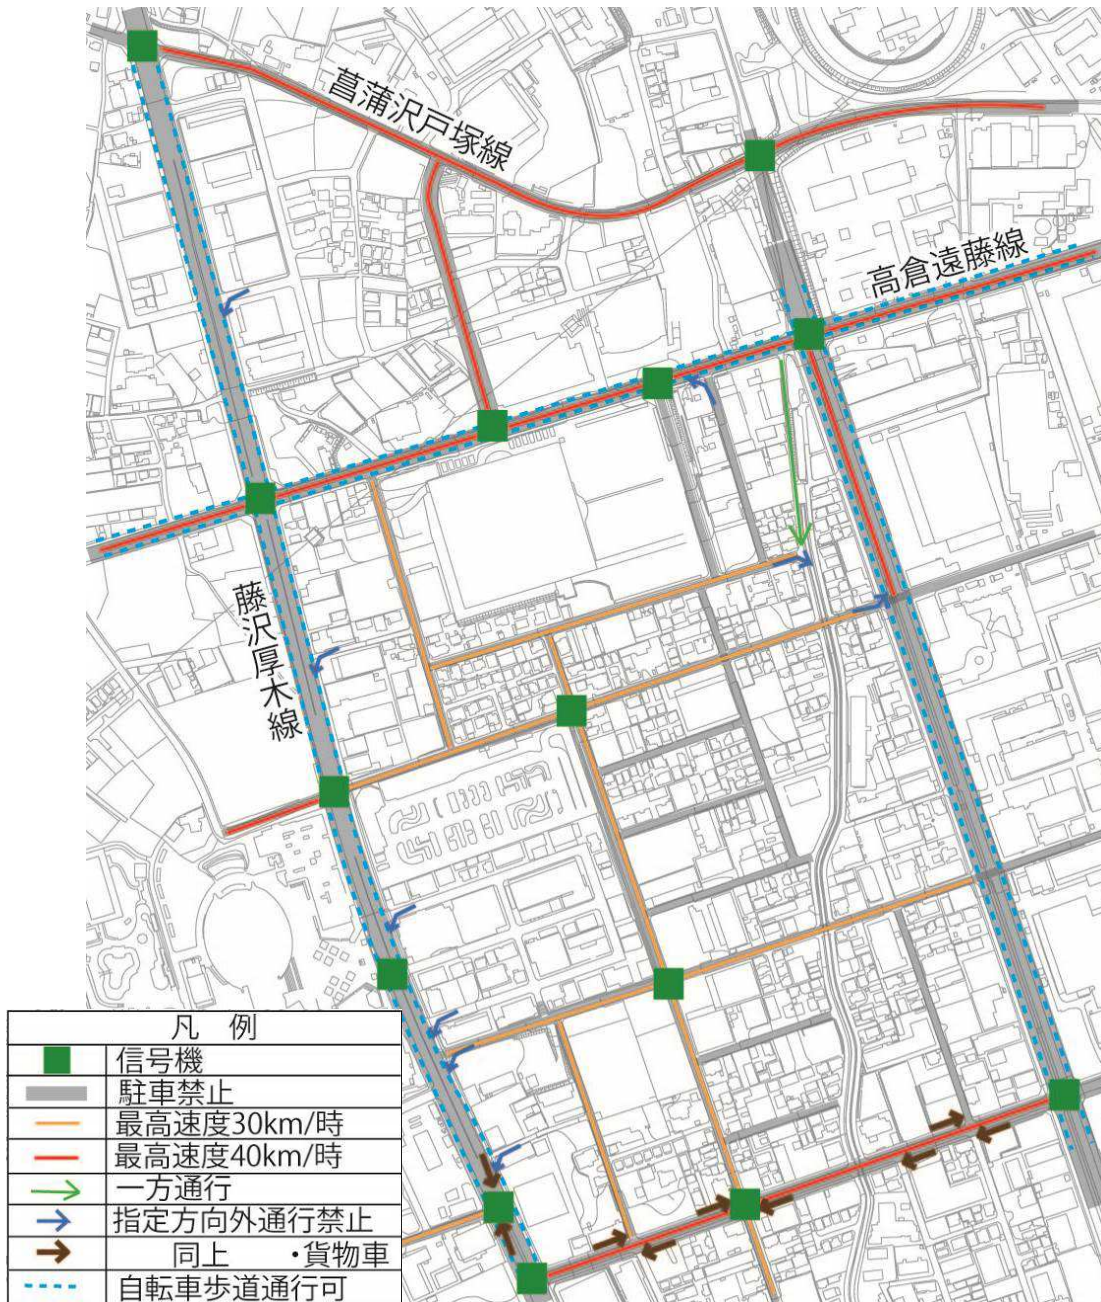 菖蒲沢戸塚線
高倉遠藤線
藤沢厚木線
凡 例
信号機
駐車禁止
最高速度30km/時
最高速度40km/時
一方通行
指定方向外通行禁止
同上 ・貨物車
自転車歩道通行可